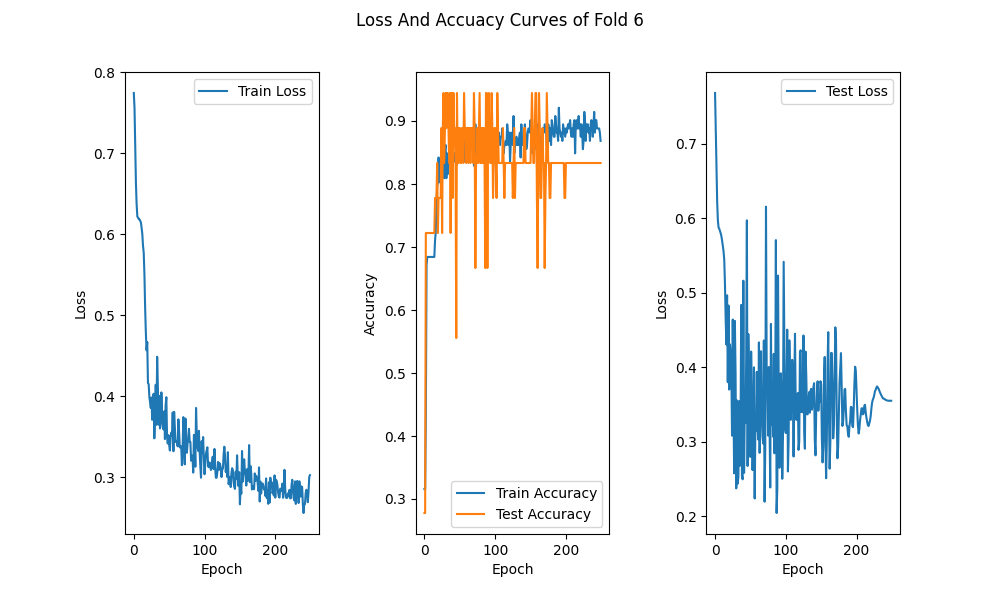 Loss And Accuacy Curves of Fold 6
0.8
0.7
0.6
0.5
0.4
0.3
Loss
0 100 200
Epoch
Train Loss
0.9
0.8
0.7
0.6
0.5
0.4
0.3
Accuracy
0 100 200
Epoch
Train Accuracy
Test Accuracy
0.7
0.6
0.5
0.4
0.3
0.2
Loss
0 100 200
Epoch
Test Loss